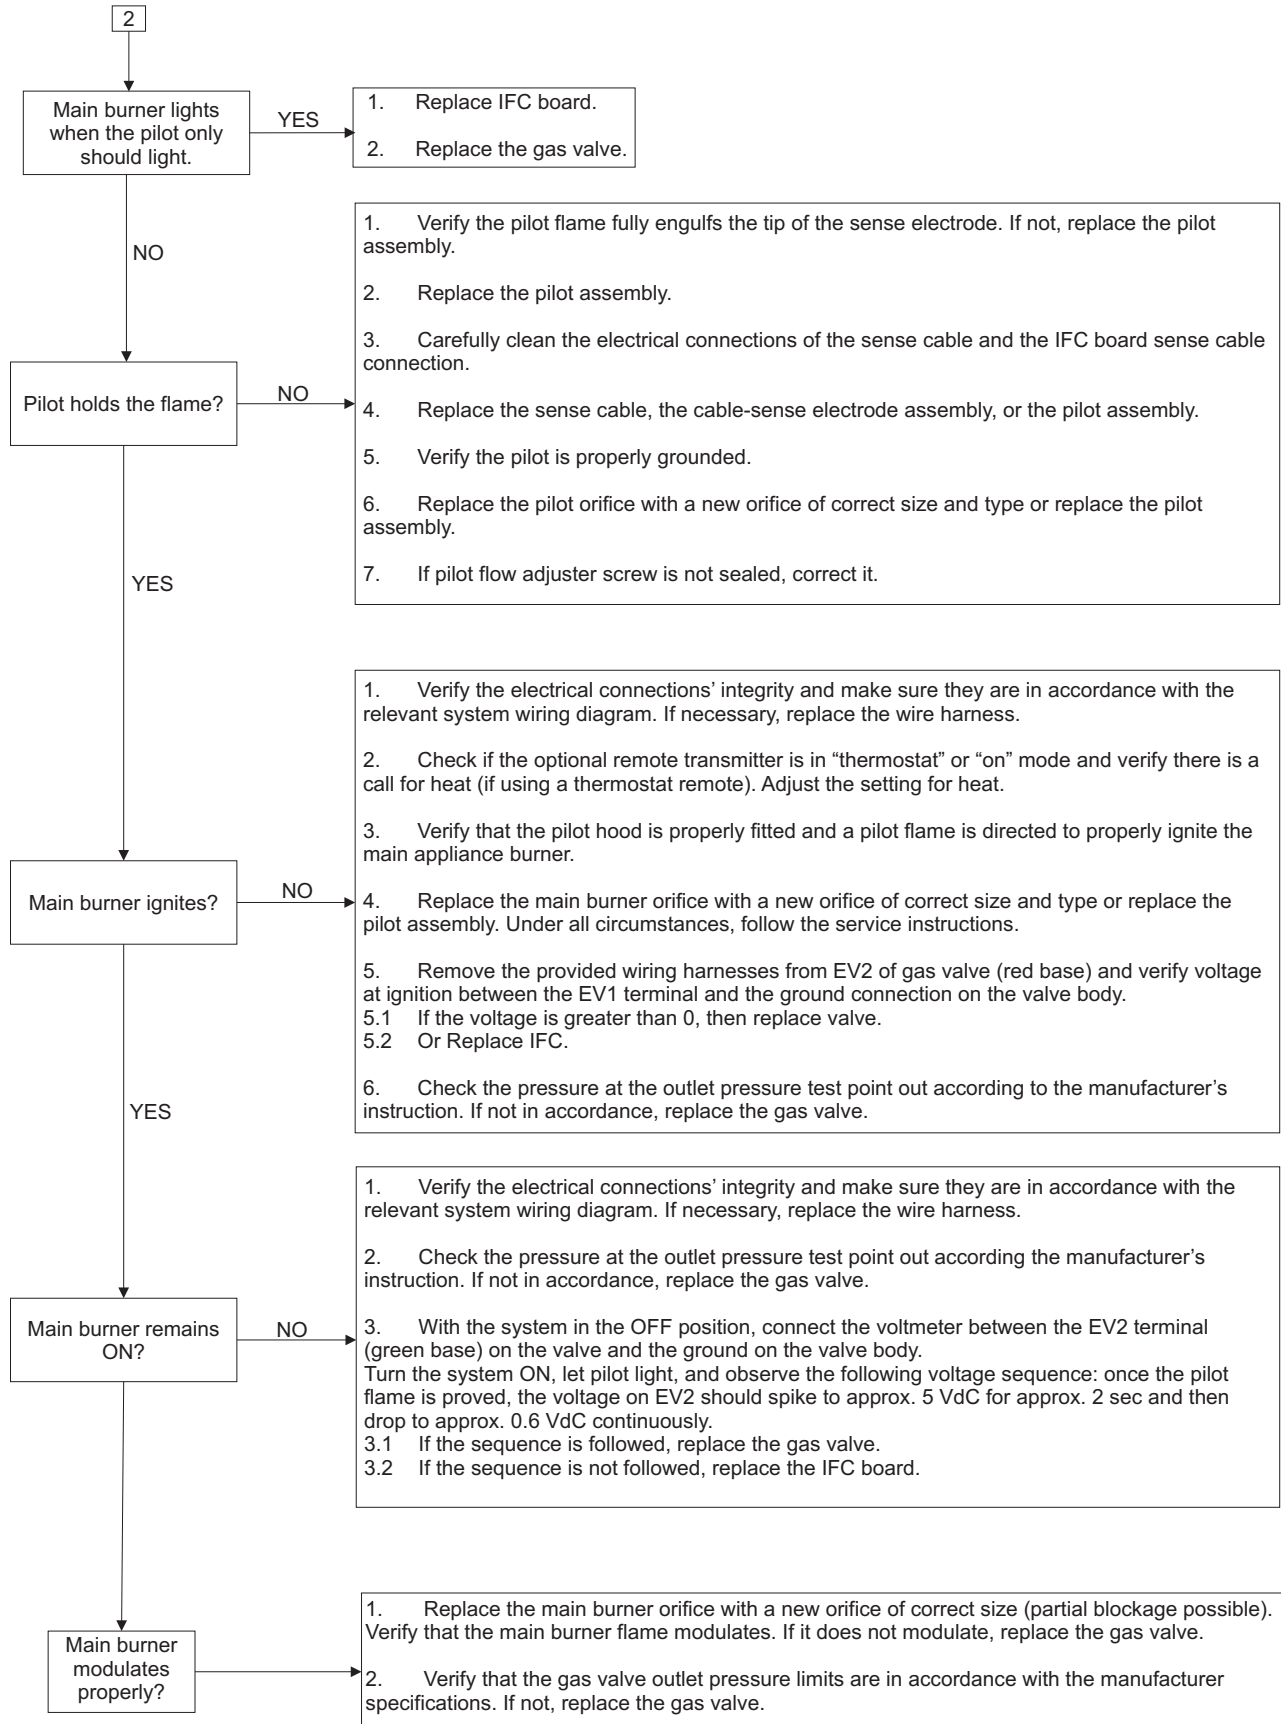 2
Main burner lights
when the pilot only
should light.
YES
1. Replace IFC board.
2. Replace the gas valve.
NO
1. Verify the pilot flame fully engulfs the tip of the sense electrode. If not, replace the pilot
assembly.
2. Replace the pilot assembly.
3. Carefully clean the electrical connections of the sense cable and the IFC board sense cable
connection.
4. Replace the sense cable, the cable-sense electrode assembly, or the pilot assembly.
5. Verify the pilot is properly grounded.
6. Replace the pilot orifice with a new orifice of correct size and type or replace the pilot
assembly.
7. If pilot flow adjuster screw is not sealed, correct it.
Pilot holds the flame?
NO
YES
1. Verify the electrical connections’ integrity and make sure they are in accordance with the
relevant system wiring diagram. If necessary, replace the wire harness.
2. Check if the optional remote transmitter is in “thermostat” or “on” mode and verify there is a
call for heat (if using a thermostat remote). Adjust the setting for heat.
3. Verify that the pilot hood is properly fitted and a pilot flame is directed to properly ignite the
main appliance burner.
4. Replace the main burner orifice with a new orifice of correct size and type or replace the
pilot assembly. Under all circumstances, follow the service instructions.
5. Remove the provided wiring harnesses from EV2 of gas valve (red base) and verify voltage
at ignition between the EV1 terminal and the ground connection on the valve body.
5.1 If the voltage is greater than 0, then replace valve.
5.2 Or Replace IFC.
6. Check the pressure at the outlet pressure test point out according to the manufacturer’s
instruction. If not in accordance, replace the gas valve.
Main burner ignites?
NO
YES
1. Verify the electrical connections’ integrity and make sure they are in accordance with the
relevant system wiring diagram. If necessary, replace the wire harness.
2. Check the pressure at the outlet pressure test point out according the manufacturer’s
instruction. If not in accordance, replace the gas valve.
3. With the system in the OFF position, connect the voltmeter between the EV2 terminal
(green base) on the valve and the ground on the valve body.
Turn the system ON, let pilot light, and observe the following voltage sequence: once the pilot
flame is proved, the voltage on EV2 should spike to approx. 5 VdC for approx. 2 sec and then
drop to approx. 0.6 VdC continuously.
3.1 If the sequence is followed, replace the gas valve.
3.2 If the sequence is not followed, replace the IFC board.
Main burner remains
ON?
NO
1. Replace the main burner orifice with a new orifice of correct size (partial blockage possible).
Verify that the main burner flame modulates. If it does not modulate, replace the gas valve.
2. Verify that the gas valve outlet pressure limits are in accordance with the manufacturer
specifications. If not, replace the gas valve.
Main burner
modulates
properly?